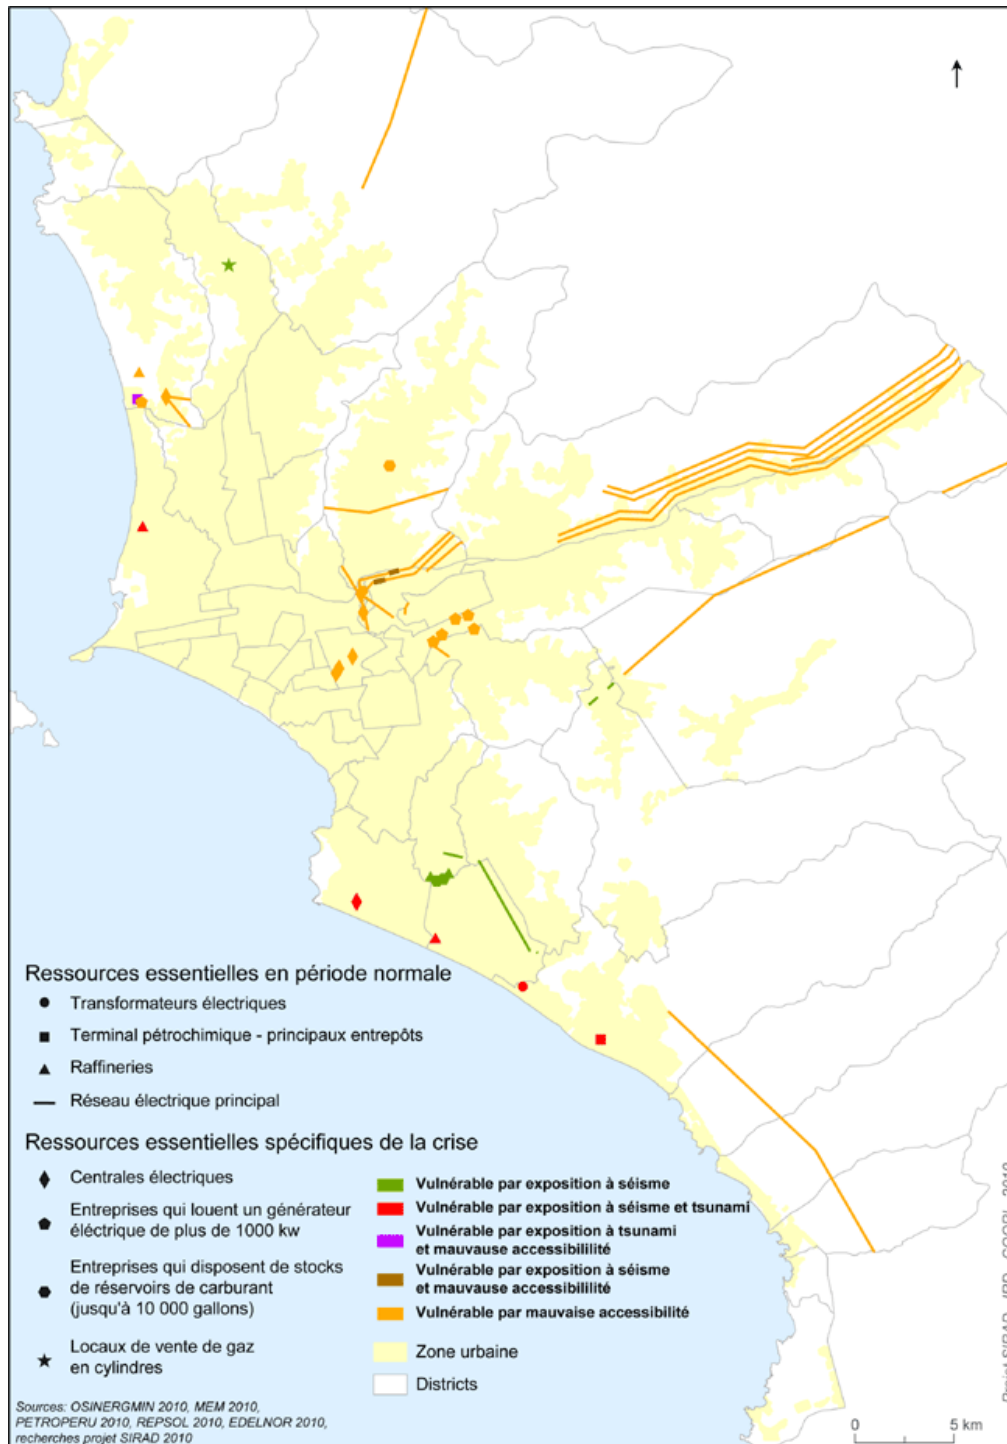 Ressources essentielles en période normale
Transformateurs électriques
Terminal pétrochimique - principaux entrepôts
Raffineries
Réseau électrique principal
Ressources essentielles spécifiques de la crise
Centrales électriques
Entreprises qui louent un générateur
éléctrique de plus de 1000 kw
Entreprises qui disposent de stocks
de réservoirs de carburant
(jusqu'à 10 000 gallons)
Locaux de vente de gaz
en cylindres
Vulnérable par exposition à séisme
Vulnérable par exposition à séisme et tsunami
Vulnérable par exposition à tsunami
et mauvause accessibililité
Vulnérable par exposition à séisme
et mauvause accessibililité
Vulnérable par mauvaise accessibilité
Zone urbaine
Districts
Sources: OSINERGMIN 2010, MEM 2010,
PETROPERU 2010, REPSOL 2010, EDELNOR 2010,
recherches projet SIRAD 2010
0 5 km
Projet SIRAD